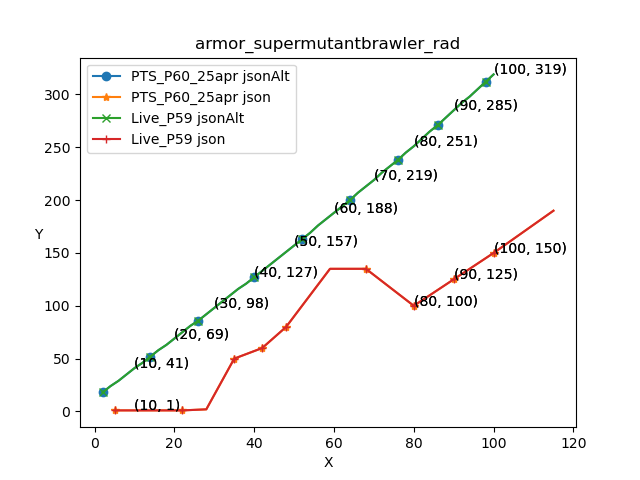 armor_supermutantbrawler_rad
PTS_P60_25apr jsonAlt
PTS_P60_25apr json
Live_P59 jsonAlt
Live_P59 json
(100, 319)
(90, 285)
(80, 251)
(70, 219)
(60, 188)
(50, 157)
(40, 127)
(30, 98)
(20, 69)
(10, 41)
(10, 1)
(100, 150)
(90, 125)
(80, 100)
300
250
200
150
100
50
0
Y
0 20 40 60 80 100 120
X